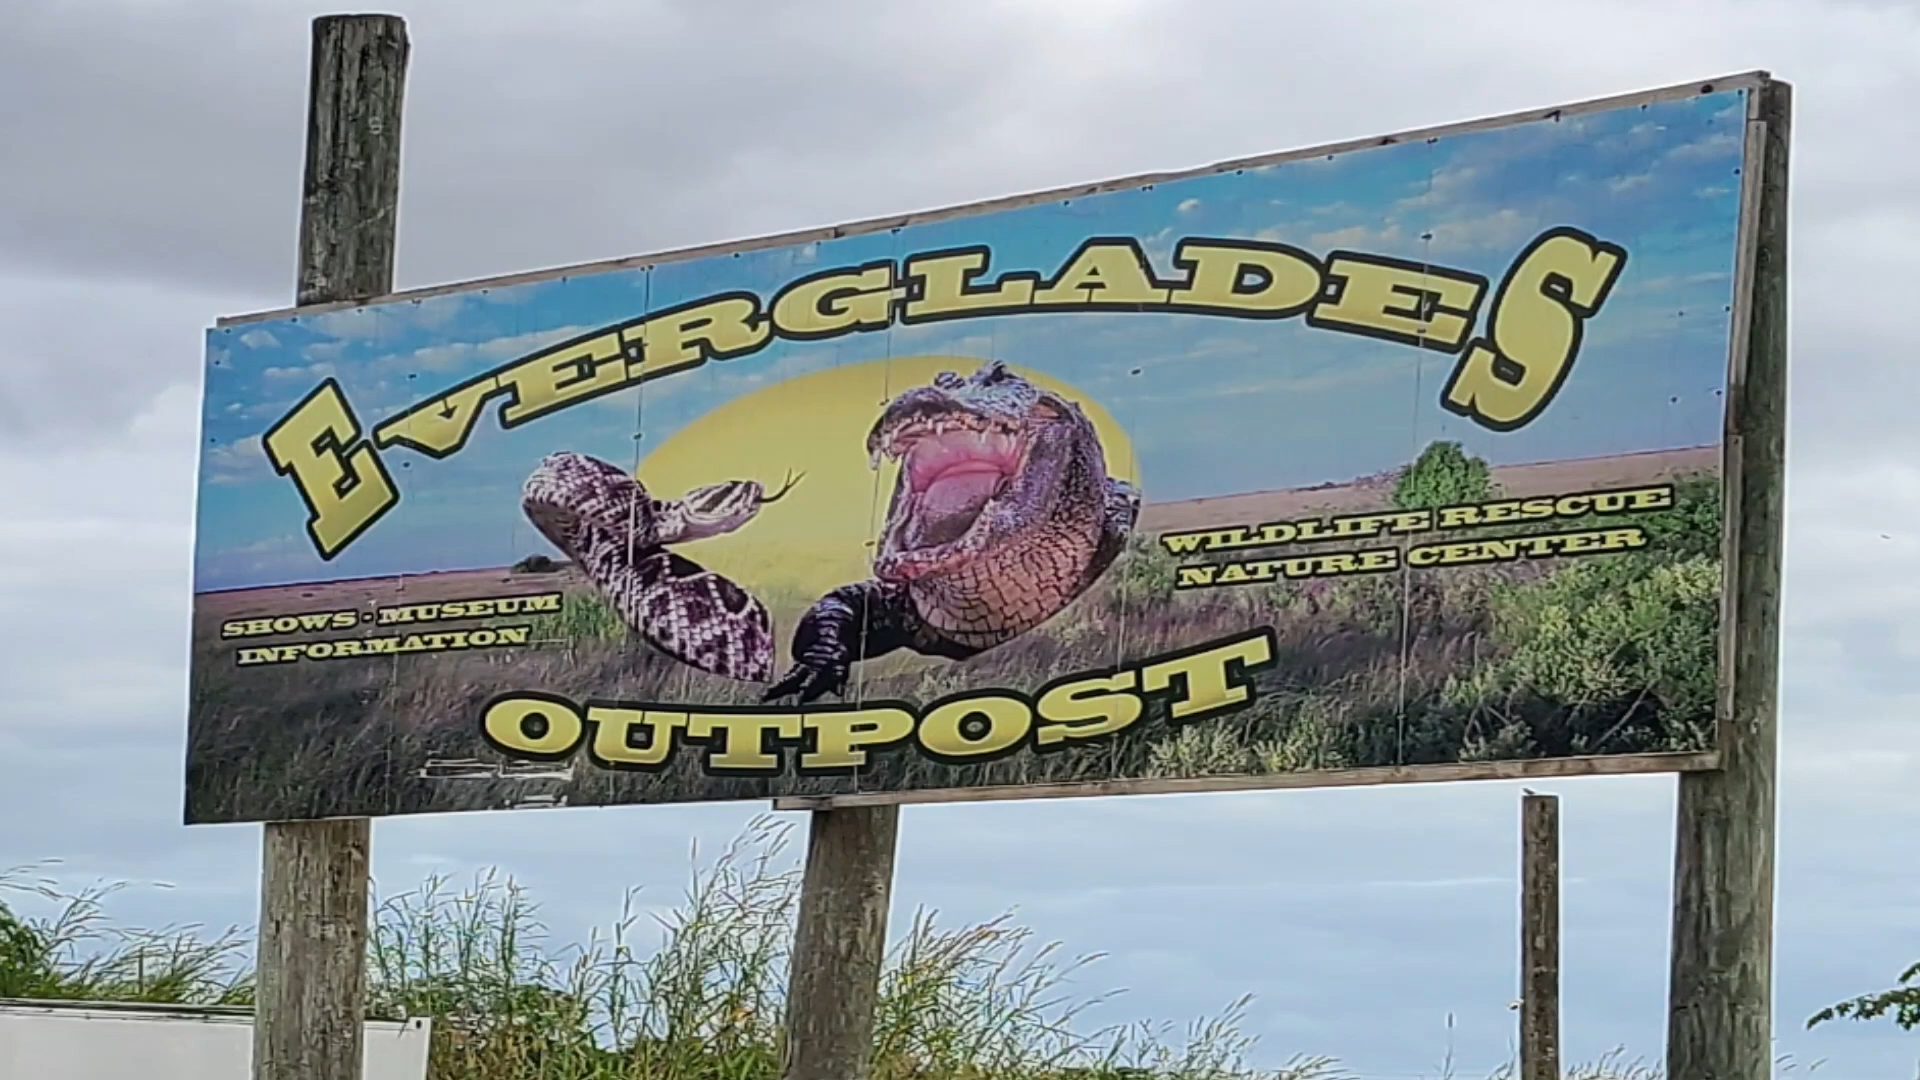 EVERGLADES
SHOWS - MUSEUM
INFORMATION
WILDLIFE RESCUE
NATURE CENTER
OUTPOST